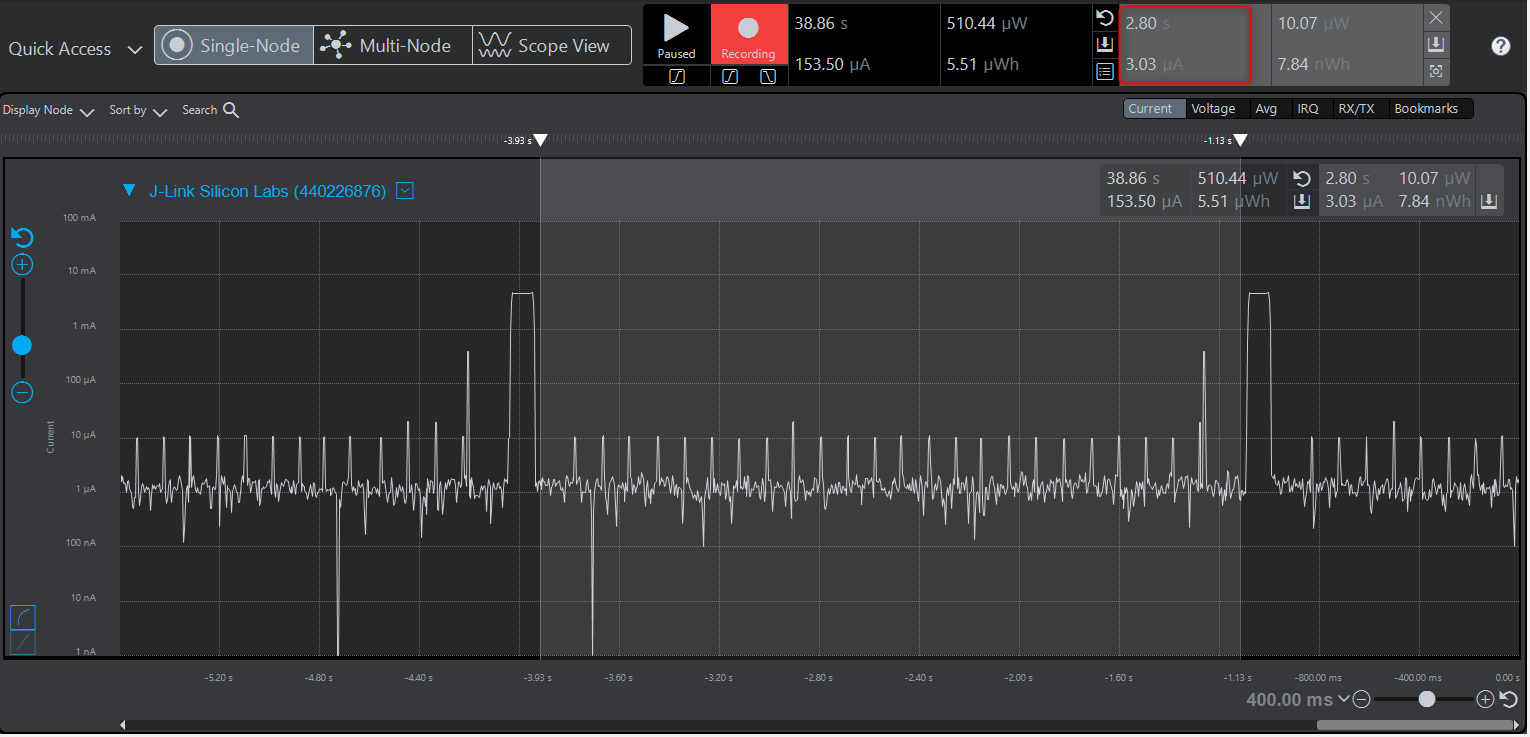 Quick Access
Single-Node
Multi-Node
Scope View
Paused
Recording
38.86 s
153.50 µA
510.44 µW
5.51 µWh
2.80 s
3.03 µA
10.07 µW
7.84 nWh
?
Display Node
Sort by
Search
Current
Voltage
Avg
IRQ
RX/TX
Bookmarks
-3.93 s
-1.13 s
J-Link Silicon Labs (440226876)
38.86 s 510.44 µW 2.80 s 10.07 µW
153.50 µA 5.51 µWh 3.03 µA 7.84 nWh
100 mA
10 mA
1 mA
100 µA
10 µA
1 µA
100 nA
10 nA
1 nA
Current
-5.20 s -4.80 s -4.40 s -3.93 s -3.60 s -3.20 s -2.80 s -2.40 s -2.00 s -1.60 s -1.13 s -800.00 ms -400.00 ms 0.00 s
400.00 ms